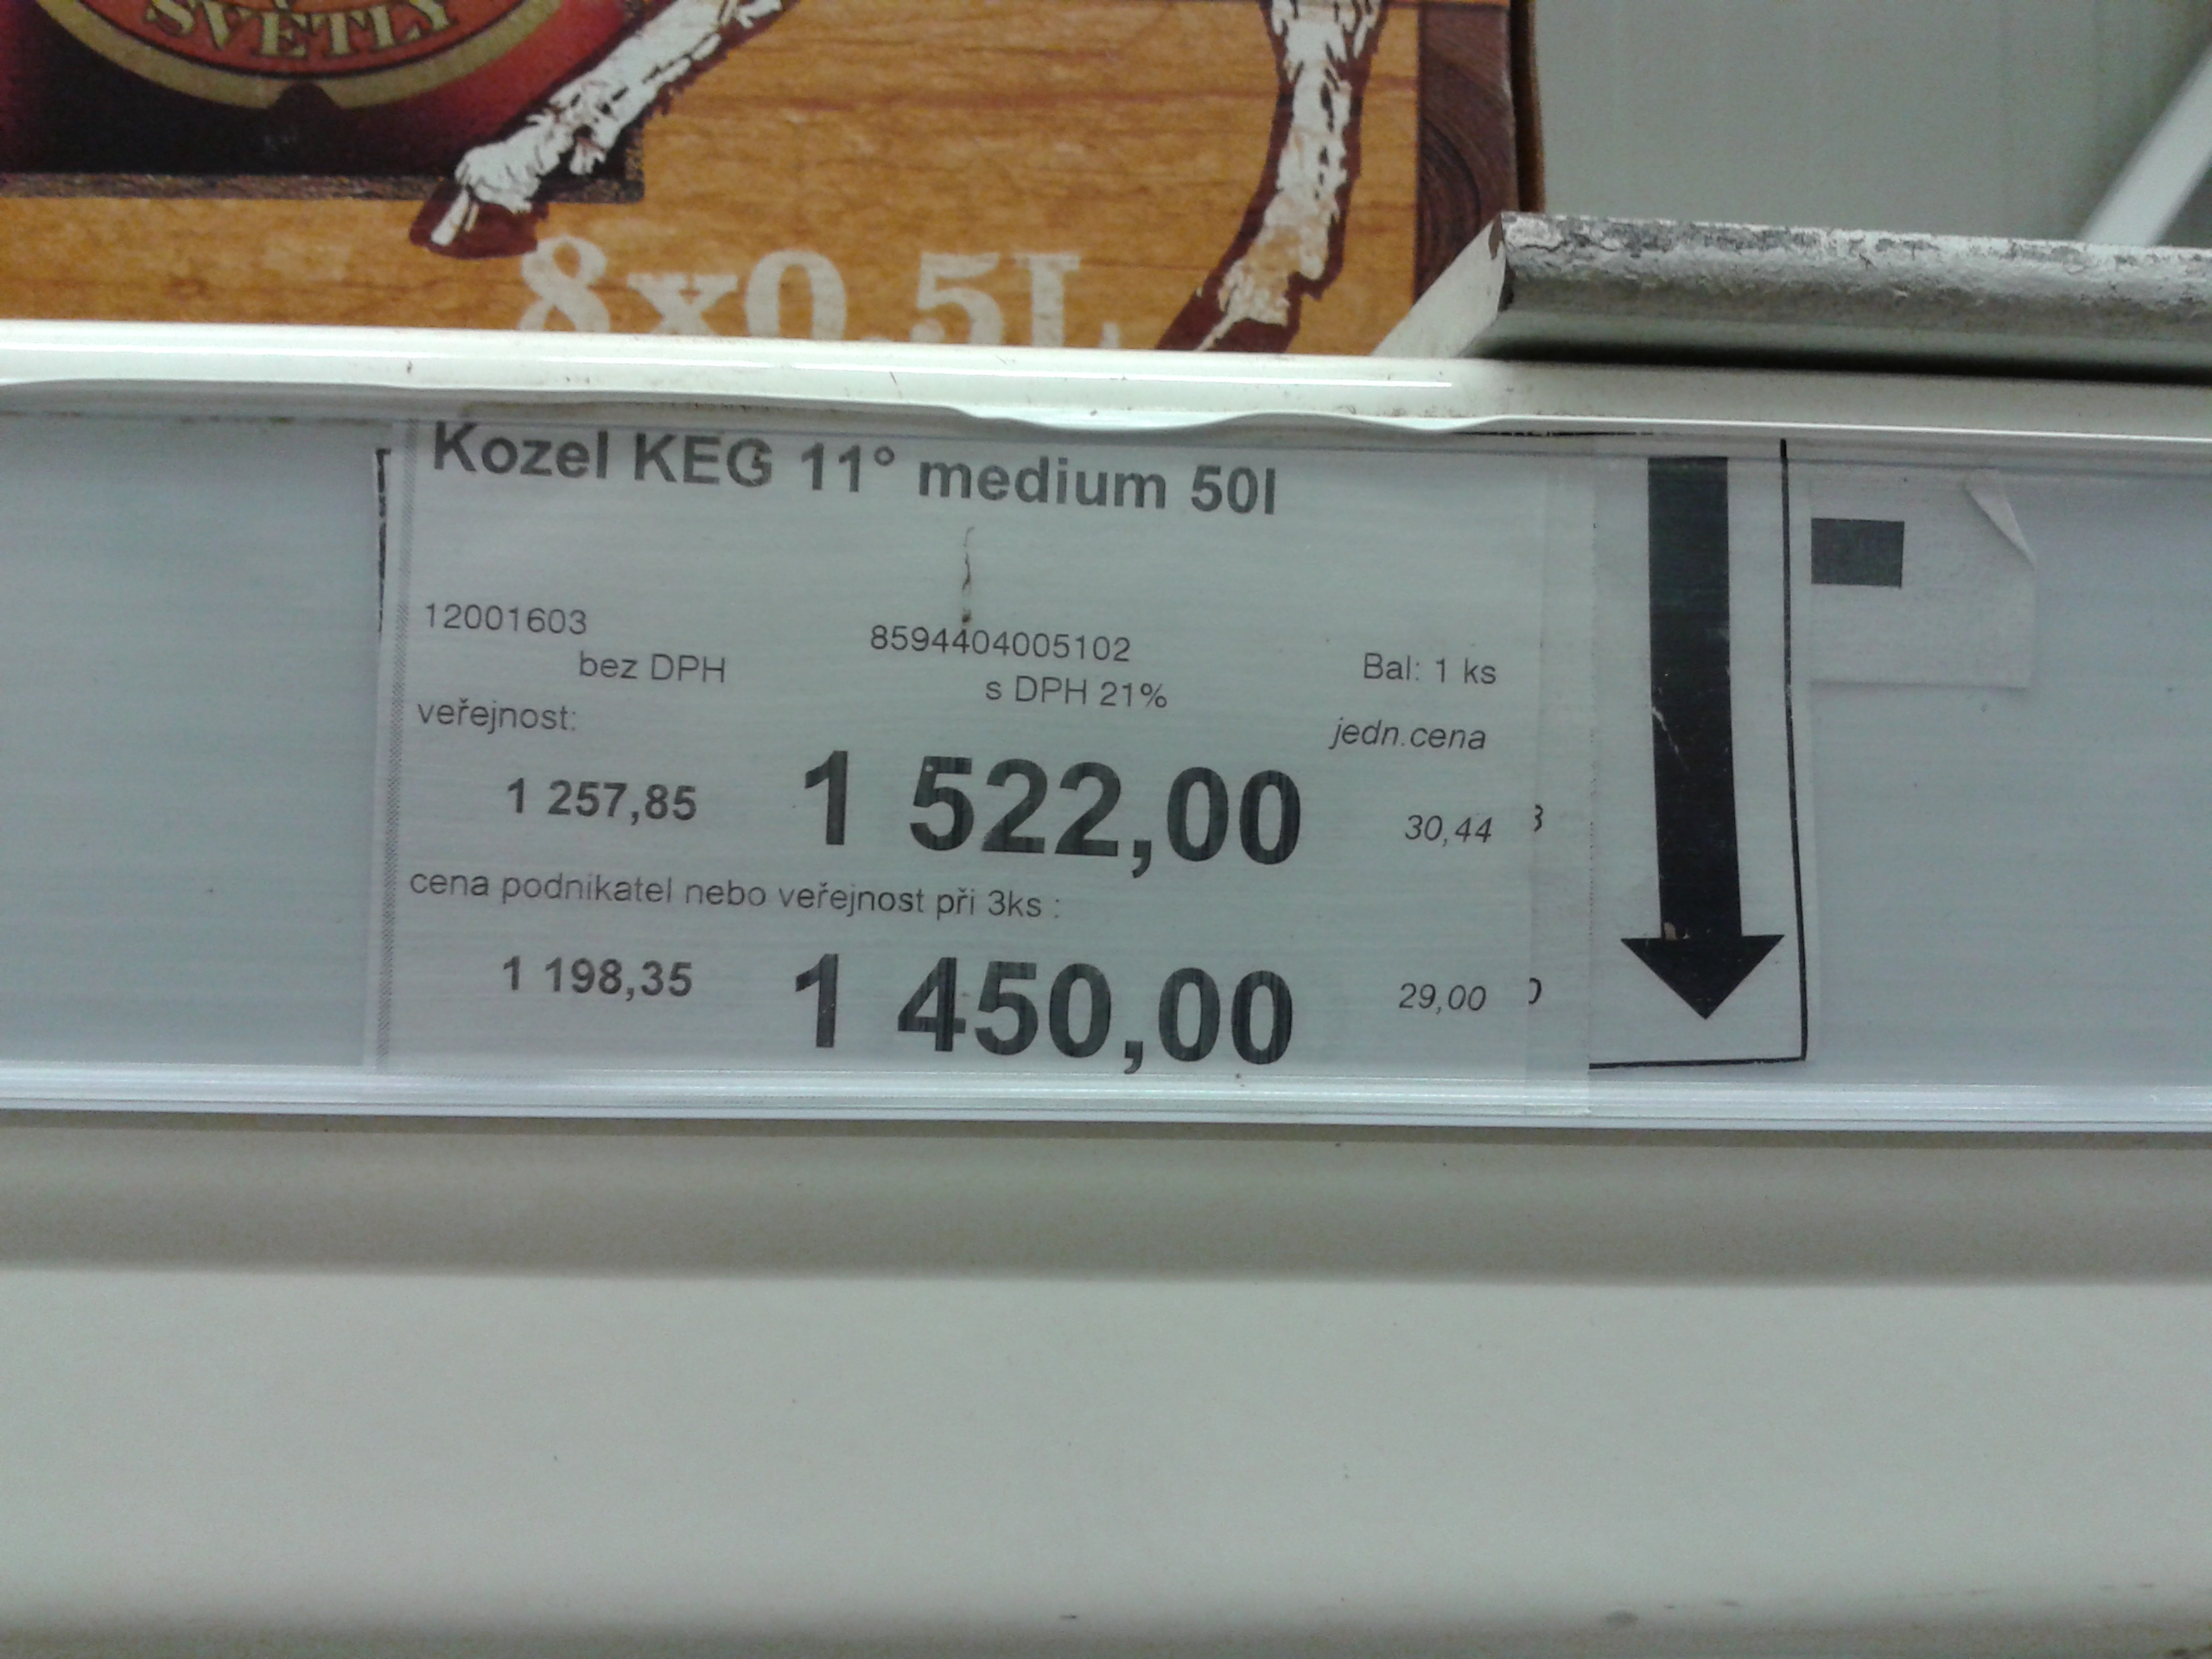 SVĚTLÝ
8x0,5L
Kozel KEG 11° medium 50l
12001603 8594404005102 Bal: 1 ks
bez DPH s DPH 21%
veřejnost: jedn.cena
1 257,85 1 522,00 30,44
cena podnikatel nebo veřejnost při 3ks :
1 198,35 1 450,00 29,00